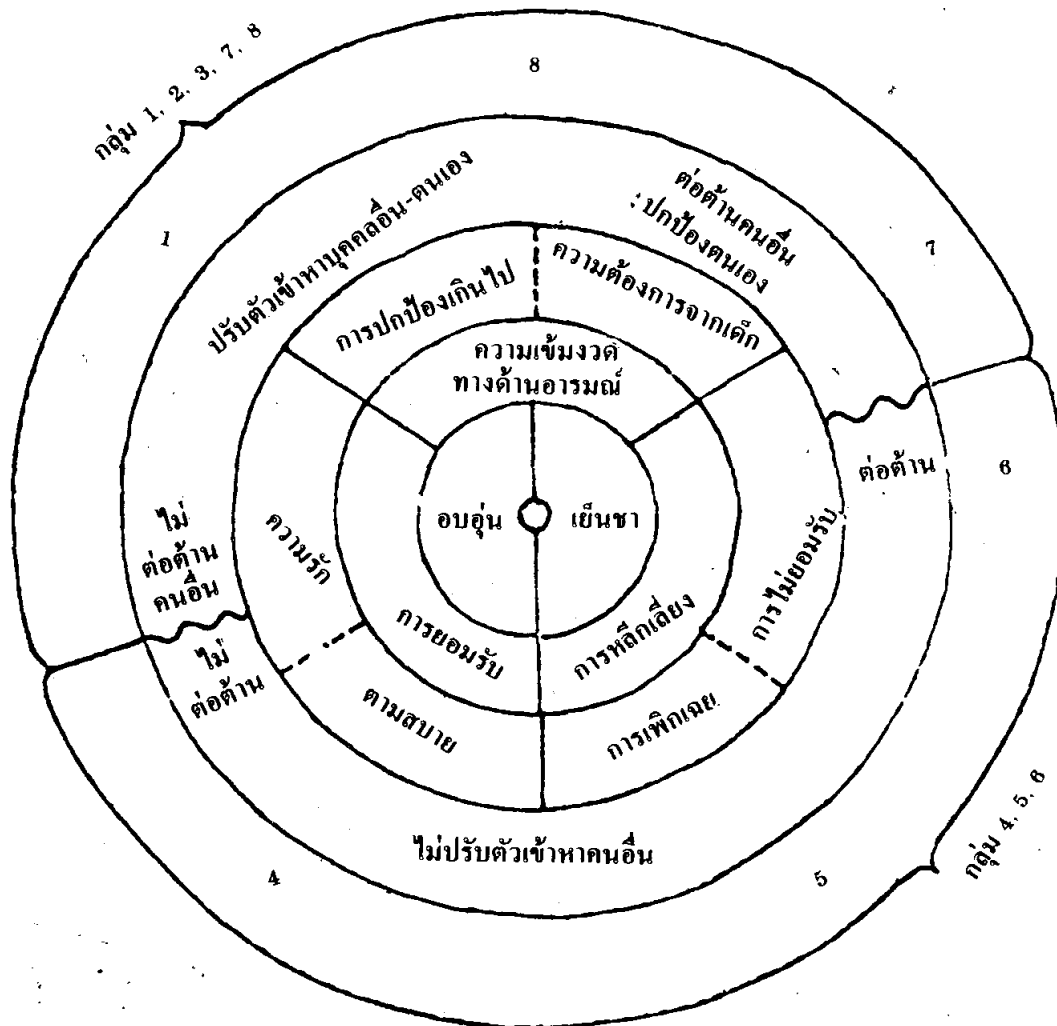 กลุ่ม 1, 2, 3, 7, 8
8
1
7
ปรับตัวเข้าหาบุคคลอื่น-ตนเอง
ต่อต้านคนอื่น
:ปกป้องตนเอง
การปกป้องเกินไป
ความต้องการจากเด็ก
ความเข้มงวด
ทางด้านอารมณ์
ต่อต้าน
6
อบอุ่น
เย็นชา
ไม่
ต่อต้าน
คนอื่น
ความรัก
การไม่ยอมรับ
การยอมรับ
การหลีกเลี่ยง
ไม่
ต่อต้าน
ตามสบาย
การเพิกเฉย
ไม่ปรับตัวเข้าหาคนอื่น
4
5
กลุ่ม 4, 5, 6